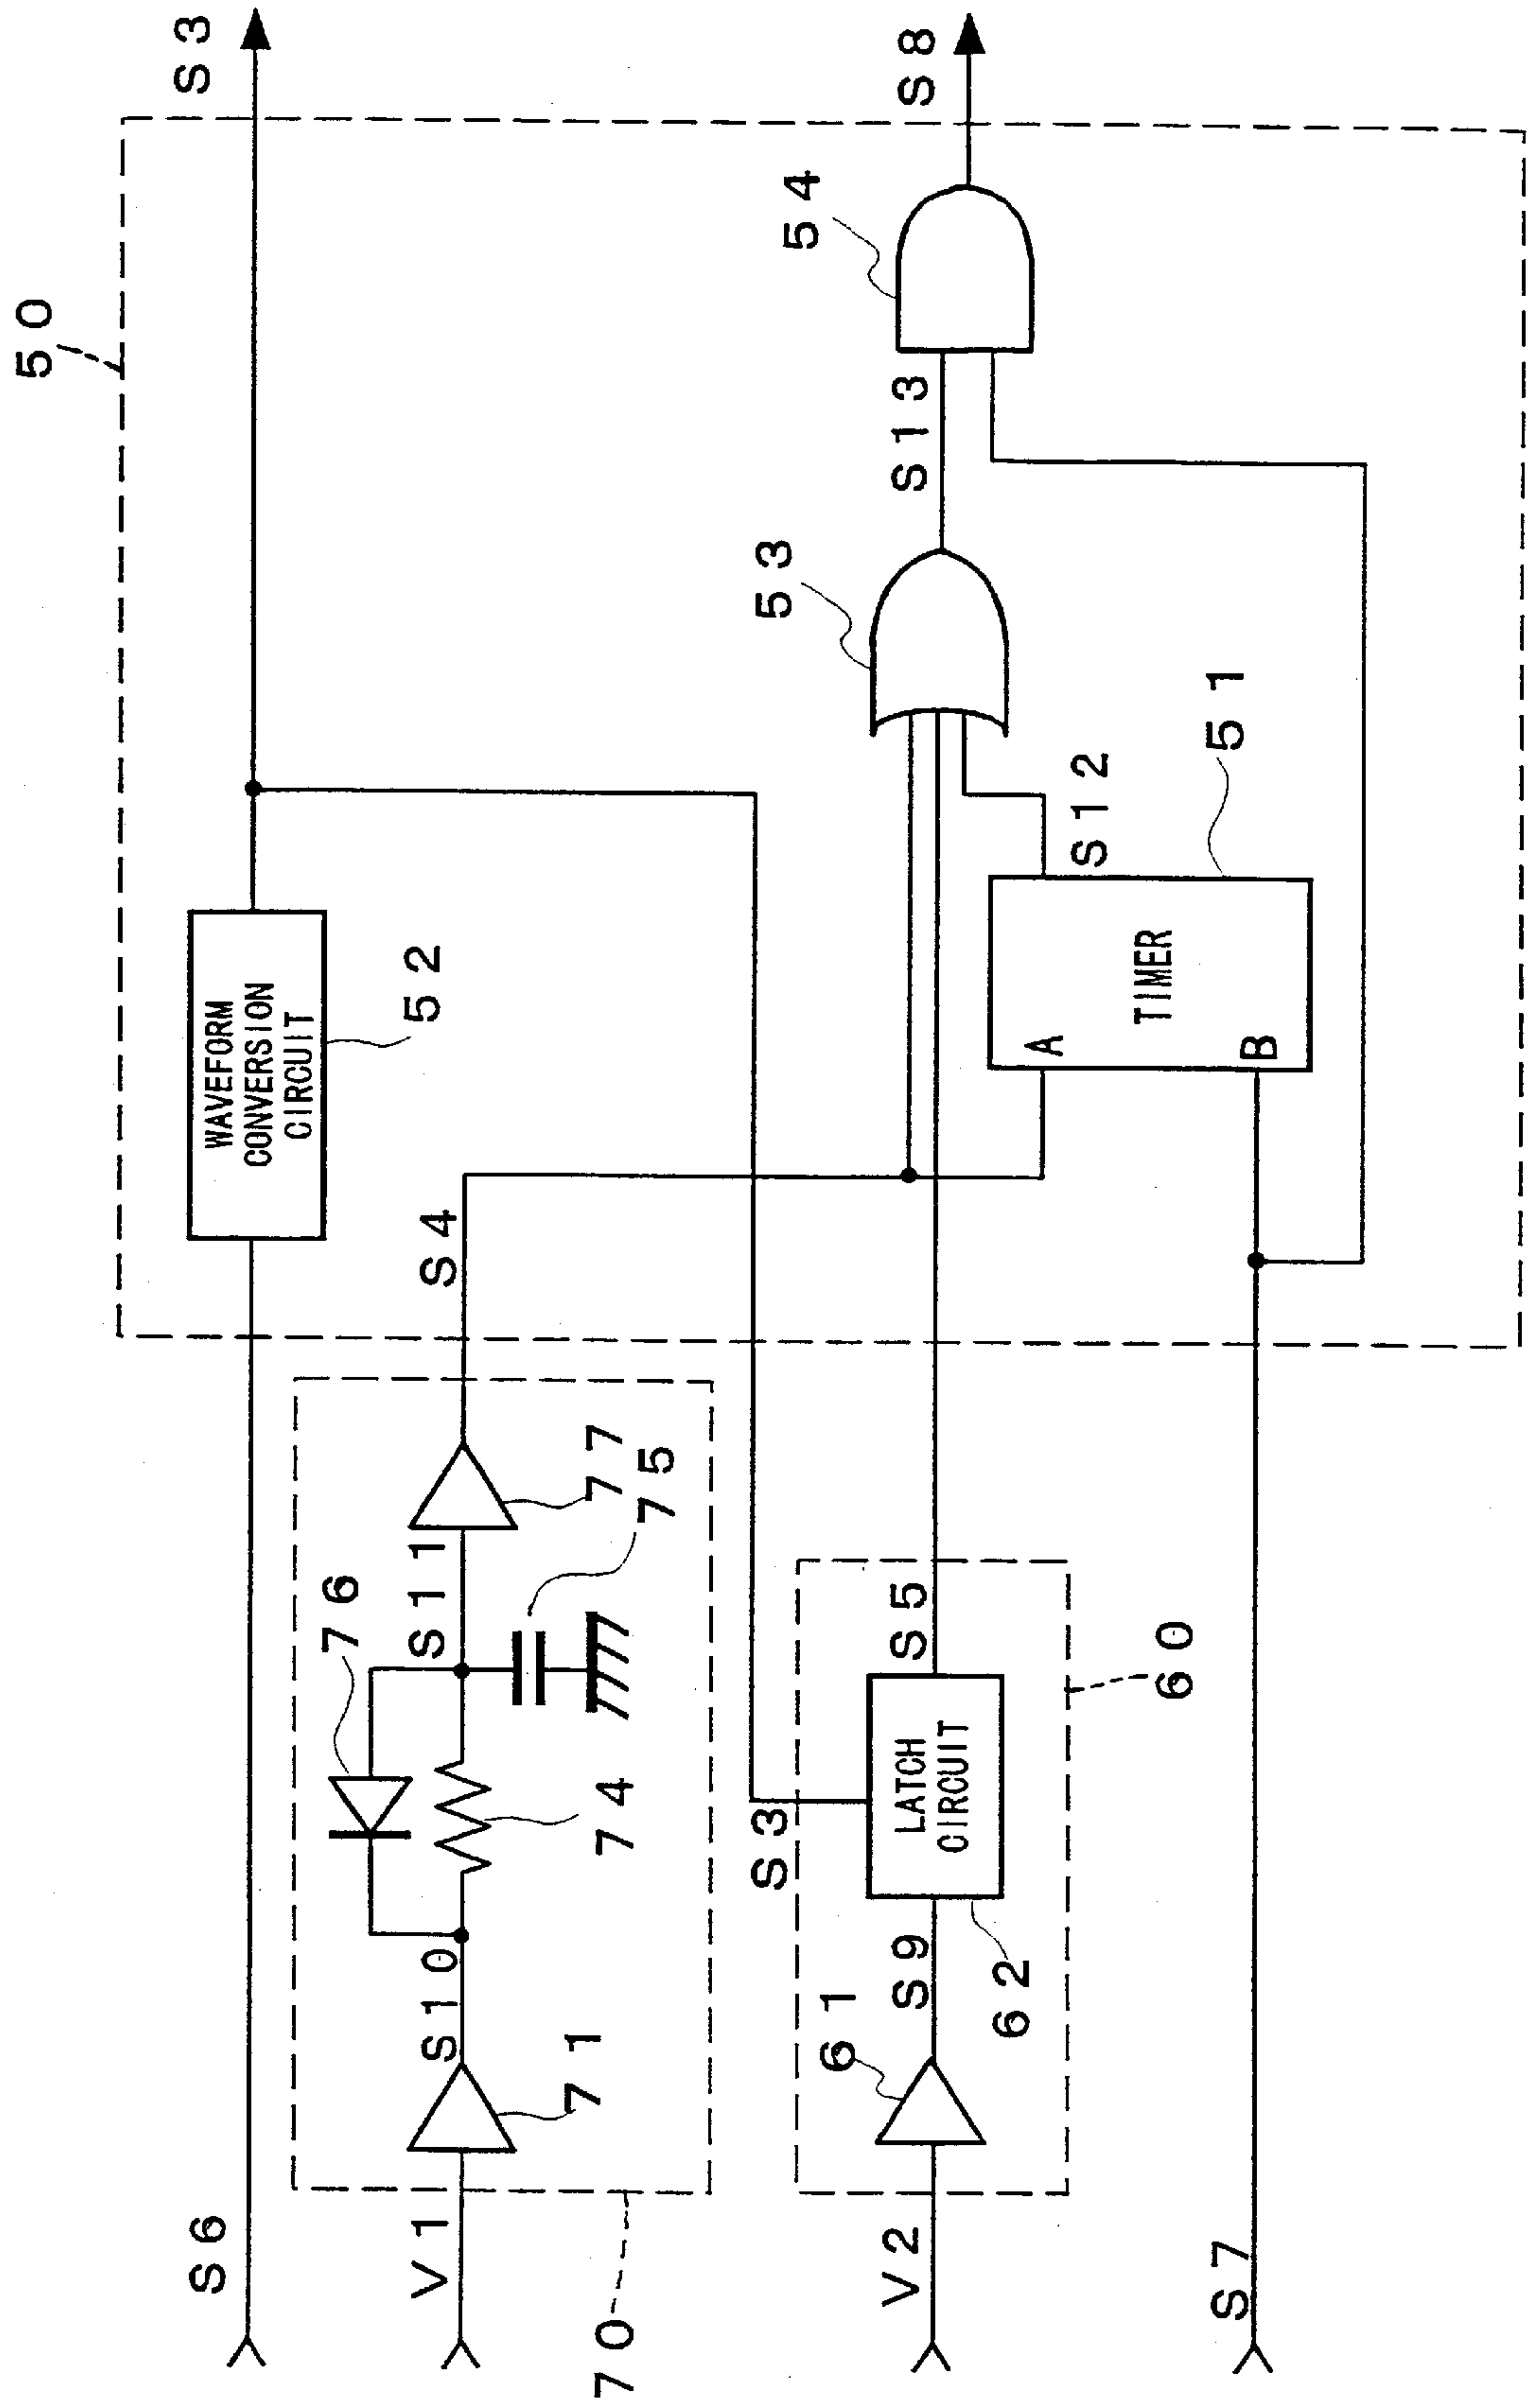 S6
V1
V2
S7
70
71
S10
74
76
S11
75
77
S4
61
S9
62
LATCH
CIRCUIT
S3
S5
60
WAVEFORM
CONVERSION
CIRCUIT
52
A
B
TIMER
51
S12
53
S13
54
50
S3
S8